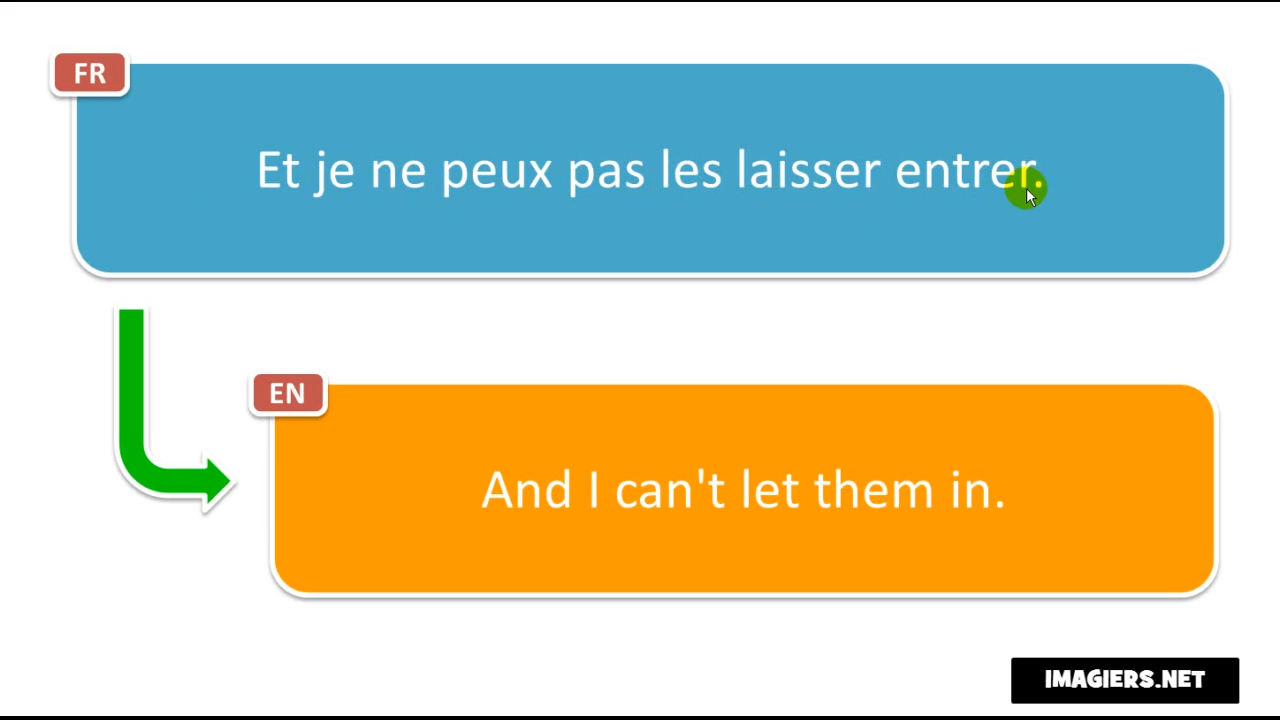 FR
Et je ne peux pas les laisser entrer.
EN
And I can't let them in.
IMAGIERS.NET